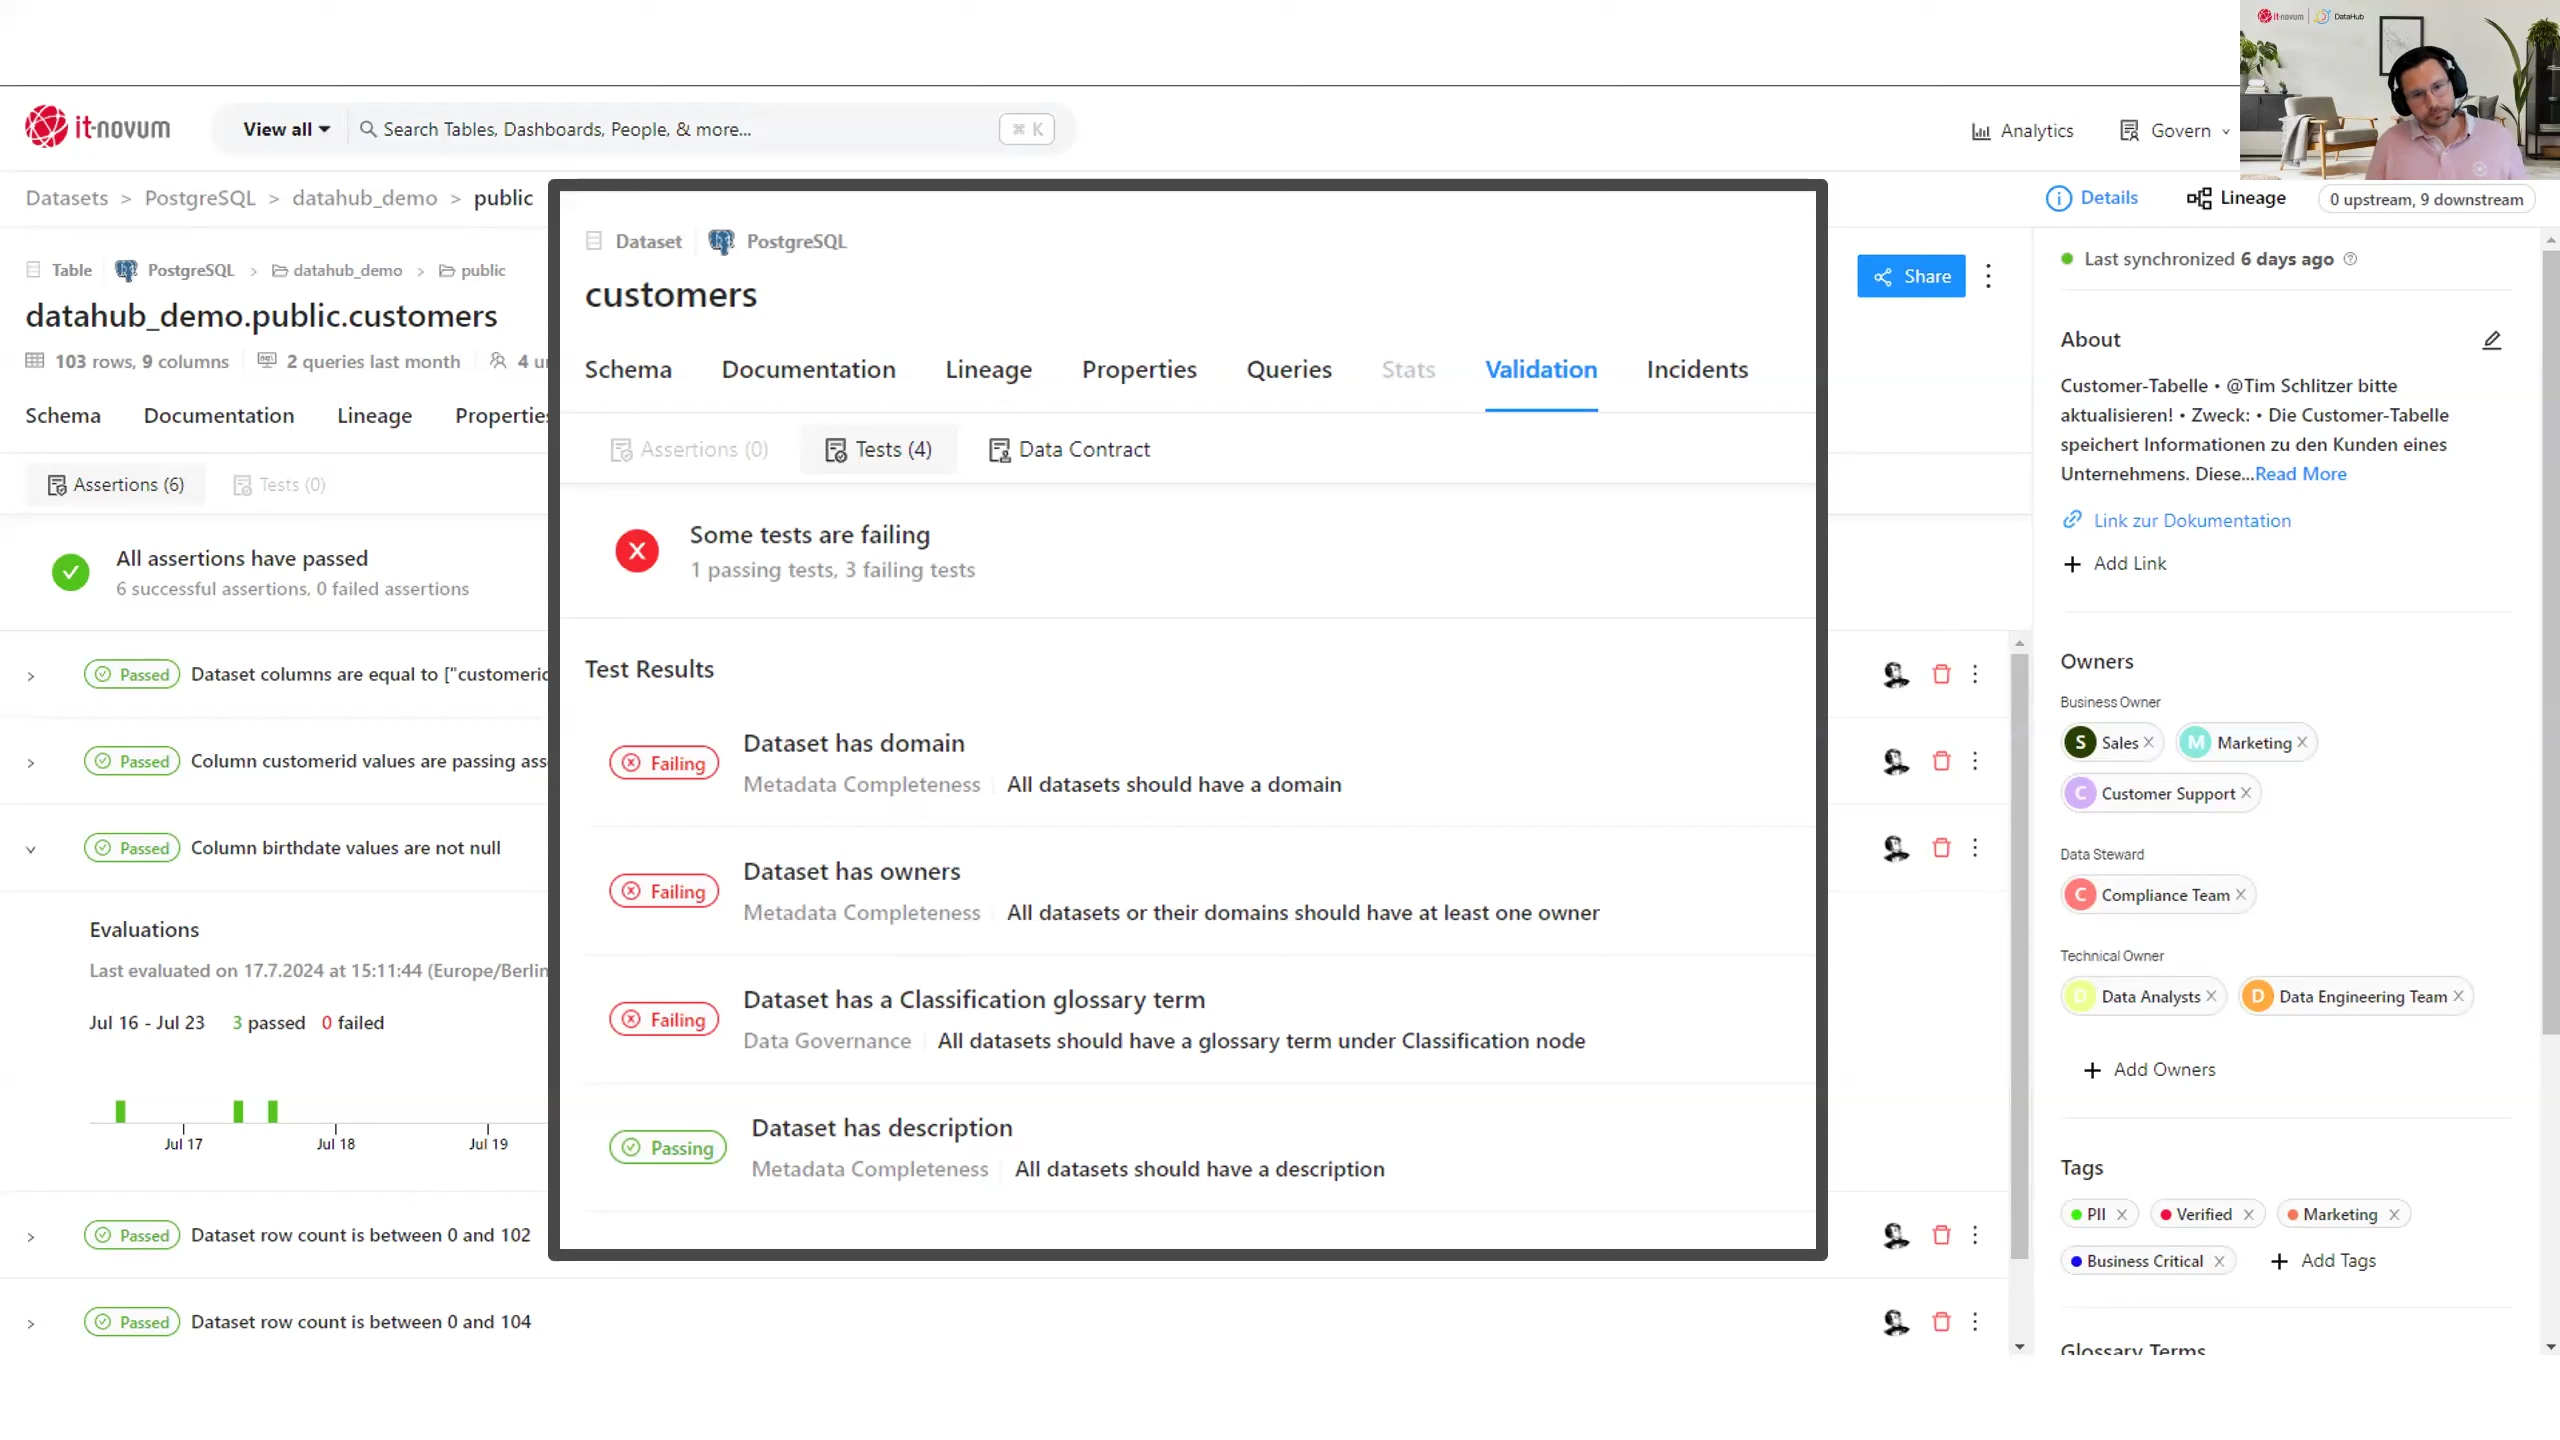 it-novum
DataHub
it-novum
View all
Search Tables, Dashboards, People, & more...
⌘ K
Analytics
Govern
Datasets > PostgreSQL > datahub_demo > public
Details
Lineage
0 upstream, 9 downstream
Table
PostgreSQL > datahub_demo > public
datahub_demo.public.customers
103 rows, 9 columns
2 queries last month
Schema
Documentation
Lineage
Assertions (6)
Tests (0)
All assertions have passed
6 successful assertions, 0 failed assertions
Passed
Dataset columns are equal to
Passed
Column customerid values are passing
Passed
Column birthdate values are not null
Evaluations
Last evaluated on 17.7.2024 at 15:11:44 (Europe/Berlin
Jul 16 - Jul 23
3 passed
0 failed
Jul 17
Jul 18
Jul 19
Passed
Dataset row count is between 0 and 102
Passed
Dataset row count is between 0 and 104
Dataset
PostgreSQL
customers
Schema
Documentation
Lineage
Properties
Queries
Stats
Validation
Incidents
Assertions (0)
Tests (4)
Data Contract
Some tests are failing
1 passing tests, 3 failing tests
Test Results
Failing
Dataset has domain
Metadata Completeness
All datasets should have a domain
Failing
Dataset has owners
Metadata Completeness
All datasets or their domains should have at least one owner
Failing
Dataset has a Classification glossary term
Data Governance
All datasets should have a glossary term under Classification node
Passing
Dataset has description
Metadata Completeness
All datasets should have a description
Share
Last synchronized 6 days ago
About
Customer-Tabelle • @Tim Schlitzer bitte
aktualisieren! • Zweck: • Die Customer-Tabelle
speichert Informationen zu den Kunden eines
Unternehmens. Diese...Read More
Link zur Dokumentation
Add Link
Owners
Business Owner
S Sales
M Marketing
C Customer Support
Data Steward
C Compliance Team
Technical Owner
D Data Analysts
D Data Engineering Team
Add Owners
Tags
PII
Verified
Marketing
Business Critical
Add Tags
Glossary Terms